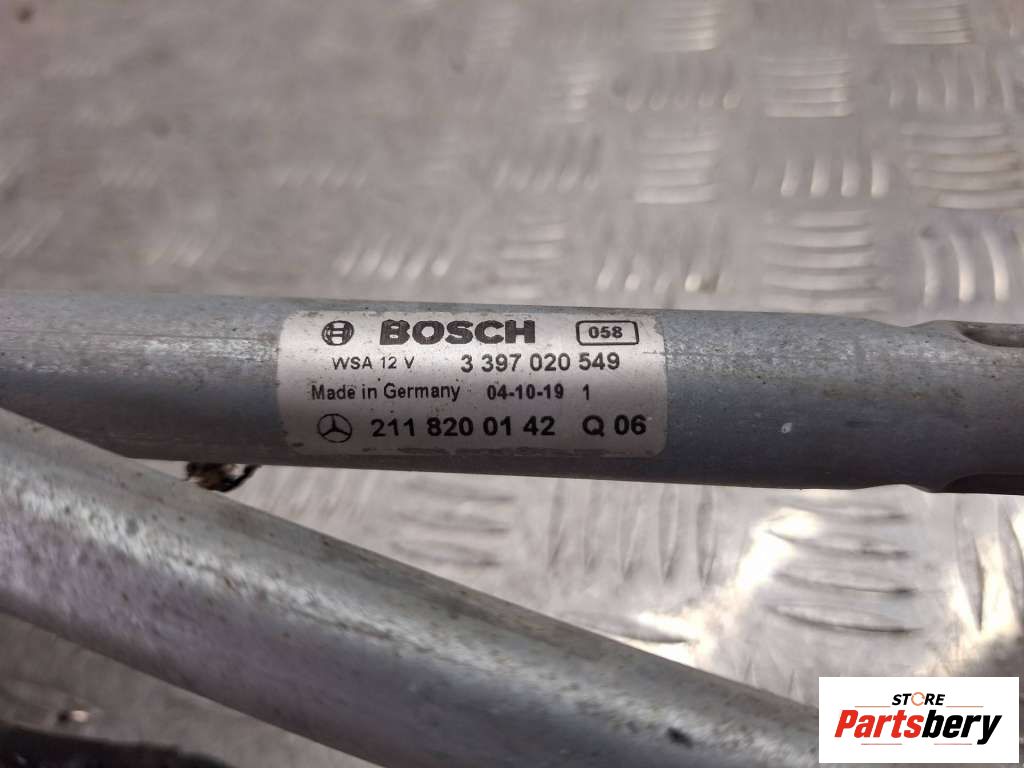 BOSCH 058
WSA 12 V 3 397 020 549
Made in Germany 04-10-19 1
211 820 01 42 Q 06
STORE
Partsbery